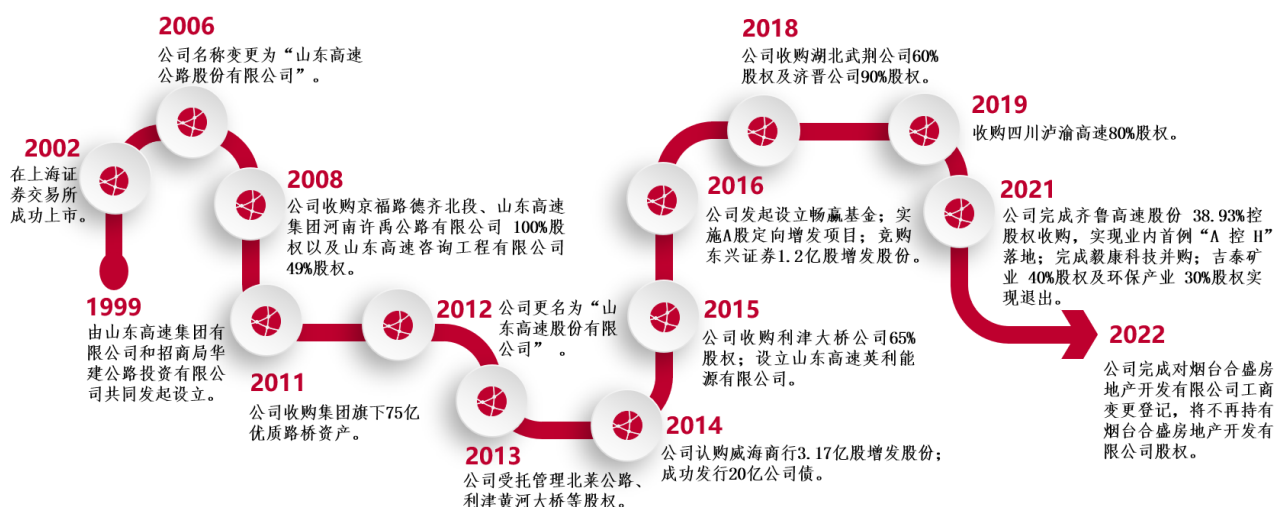 1999
由山东高速集团有
限公司和招商局华
建公路投资有限公
司共同发起设立。
2002
在上海证
券交易所
成功上市。
2006
公司名称变更为“山东高速
公路股份有限公司”。
2008
公司收购京福路德齐北段、山东高速
集团河南许禹公路有限公司 100%股
权以及山东高速咨询工程有限公司
49%股权。
2011
公司收购集团旗下75亿
优质路桥资产。
2012
公司更名为“山
东高速股份有限
公司” 。
2013
公司受托管理北莱公路、
利津黄河大桥等股权。
2014
公司认购威海商行3.17亿股增发股份;
成功发行20亿公司债。
2015
公司收购利津大桥公司65%
股权；设立山东高速英利能
源有限公司。
2016
公司发起设立畅赢基金；实
施A股定向增发项目；竞购
东兴证券1.2亿股增发股份。
2018
公司收购湖北武荆公司60%
股权及济晋公司90%股权。
2019
收购四川泸渝高速80%股权。
2021
公司完成齐鲁高速股份 38.93%控
股权收购，实现业内首例“A 控 H”
落地；完成毅康科技并购；吉泰矿
业 40%股权及环保产业 30%股权实
现退出。
2022
公司完成对烟台合盛房
地产开发有限公司工商
变更登记，将不再持有
烟台合盛房地产开发有
限公司股权。